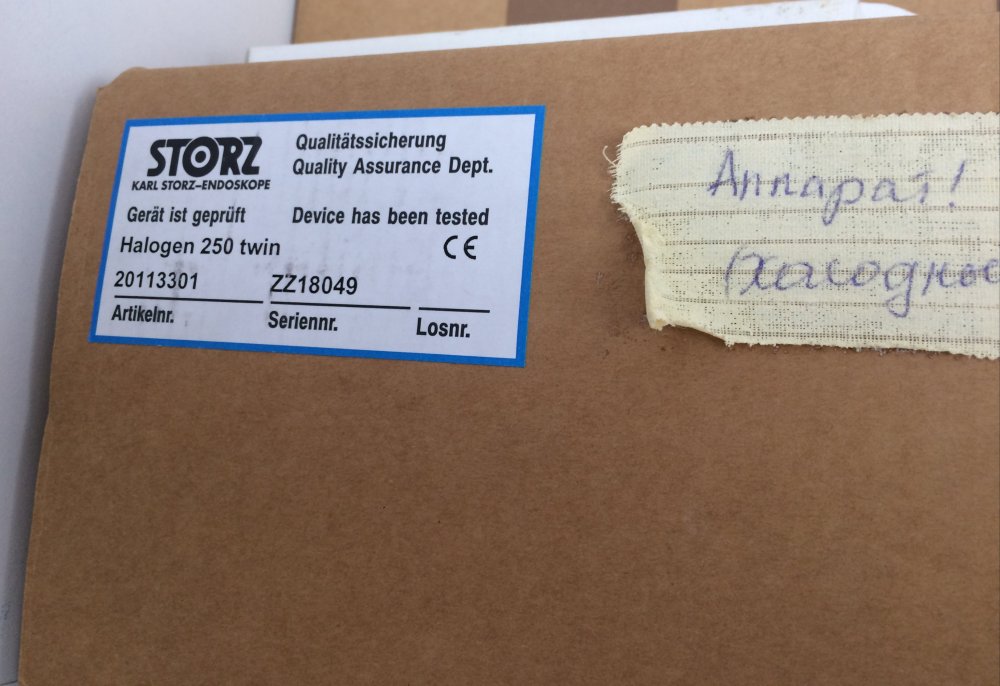 STORZ
KARL STORZ–ENDOSKOPE
Qualitätssicherung
Quality Assurance Dept.
Gerät ist geprüft
Device has been tested
Halogen 250 twin
CE
20113301
ZZ18049
Artikelnr.
Seriennr.
Losnr.
Аппарат!